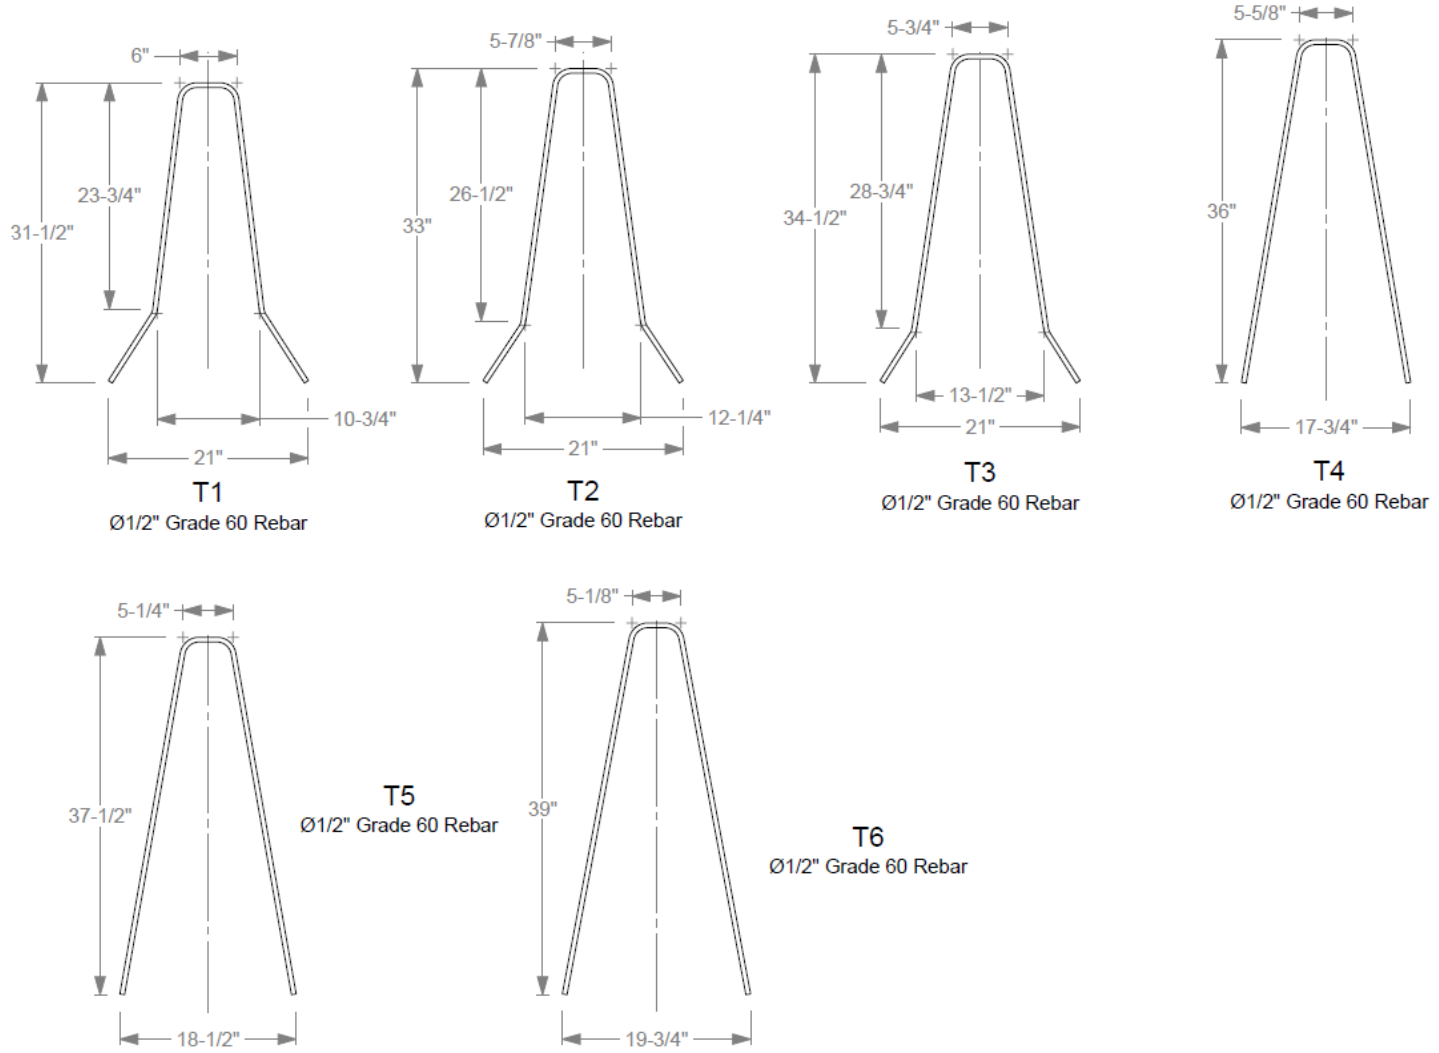 6"
23-3/4"
31-1/2"
10-3/4"
21"
T1
Ø1/2" Grade 60 Rebar
5-7/8"
26-1/2"
33"
12-1/4"
21"
T2
Ø1/2" Grade 60 Rebar
5-3/4"
28-3/4"
34-1/2"
13-1/2"
21"
T3
Ø1/2" Grade 60 Rebar
5-5/8"
36"
17-3/4"
T4
Ø1/2" Grade 60 Rebar
5-1/4"
37-1/2"
18-1/2"
T5
Ø1/2" Grade 60 Rebar
5-1/8"
39"
19-3/4"
T6
Ø1/2" Grade 60 Rebar